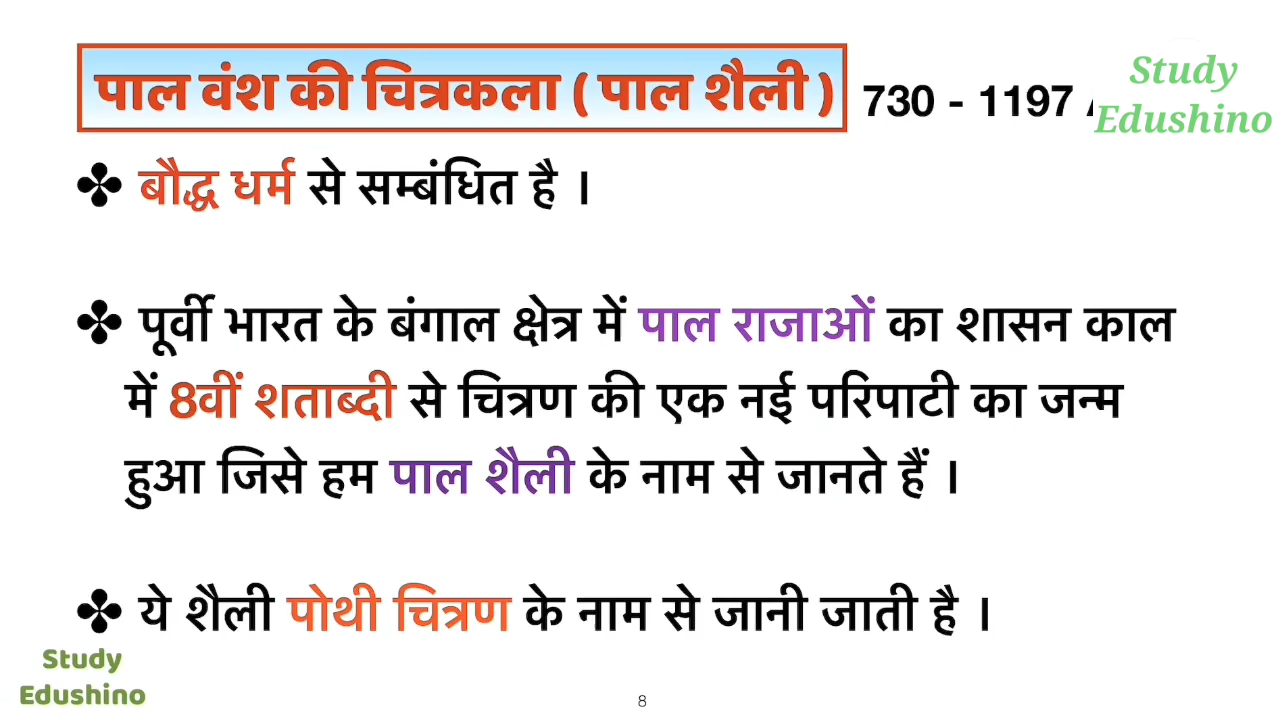 पाल वंश की चित्रकला ( पाल शैली ) 730 - 1197
Study
Edushino
✤ बौद्ध धर्म से सम्बंधित है ।
✤ पूर्वी भारत के बंगाल क्षेत्र में पाल राजाओं का शासन काल
में 8वीं शताब्दी से चित्रण की एक नई परिपाटी का जन्म
हुआ जिसे हम पाल शैली के नाम से जानते हैं ।
✤ ये शैली पोथी चित्रण के नाम से जानी जाती है ।
Study
Edushino
8